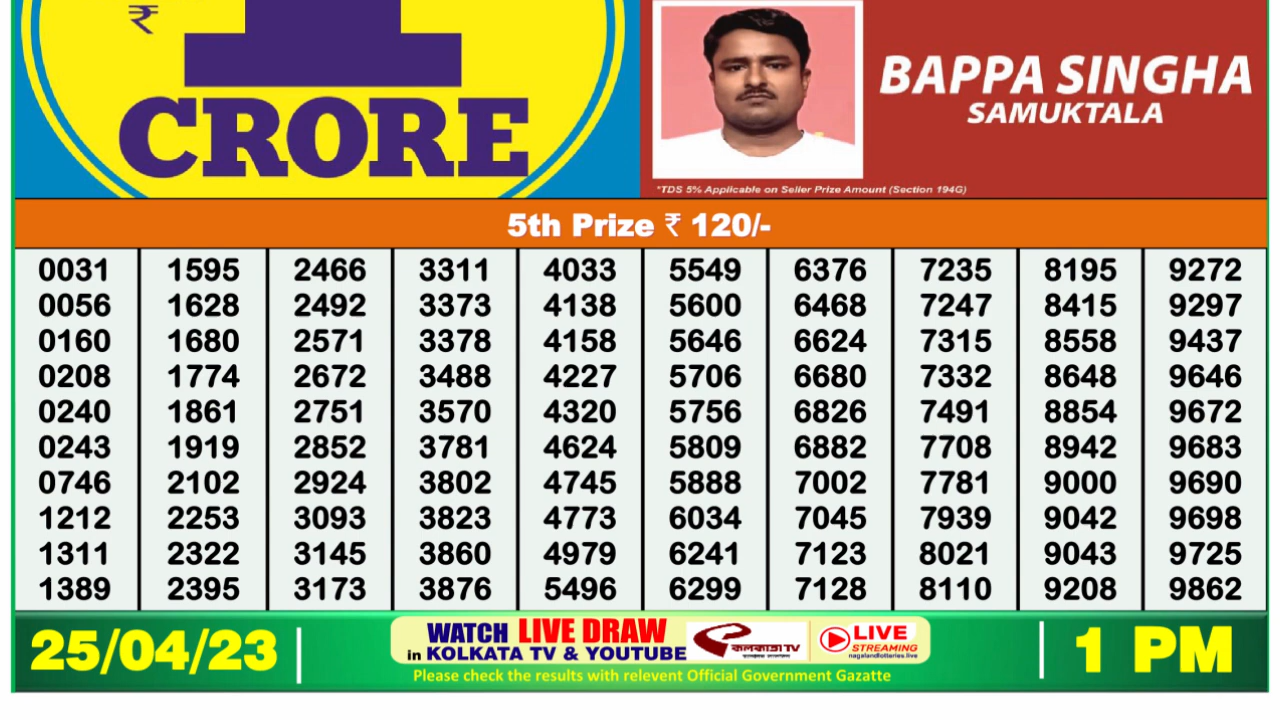 ₹
CRORE
BAPPA SINGHA
SAMUKTALA
*TDS 5% Applicable on Seller Prize Amount (Section 194G)
5th Prize ₹ 120/-
0031 1595 2466 3311 4033 5549 6376 7235 8195 9272
0056 1628 2492 3373 4138 5600 6468 7247 8415 9297
0160 1680 2571 3378 4158 5646 6624 7315 8558 9437
0208 1774 2672 3488 4227 5706 6680 7332 8648 9646
0240 1861 2751 3570 4320 5756 6826 7491 8854 9672
0243 1919 2852 3781 4624 5809 6882 7708 8942 9683
0746 2102 2924 3802 4745 5888 7002 7781 9000 9690
1212 2253 3093 3823 4773 6034 7045 7939 9042 9698
1311 2322 3145 3860 4979 6241 7123 8021 9043 9725
1389 2395 3173 3876 5496 6299 7128 8110 9208 9862
25/04/23
WATCH LIVE DRAW
in KOLKATA TV & YOUTUBE
কলকাতা TV
LIVE
STREAMING
nagalandlotteries.live
Please check the results with relevent Official Government Gazatte
1 PM